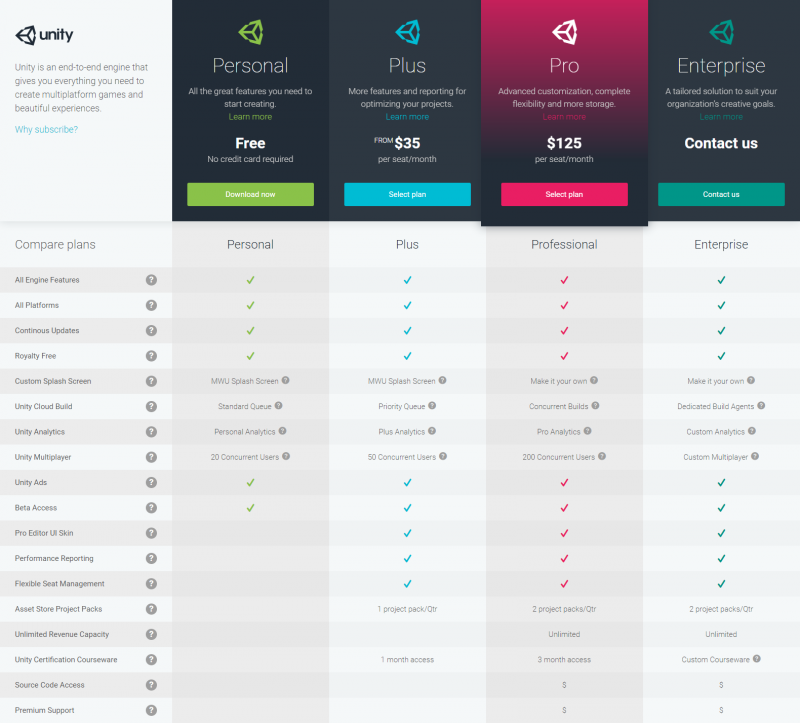 unity
Unity is an end-to-end engine that
gives you everything you need to
create multiplatform games and
beautiful experiences.
Why subscribe?
Personal
All the great features you need to
start creating.
Learn more
Free
No credit card required
Download now
Plus
More features and reporting for
optimizing your projects.
Learn more
FROM $35
per seat/month
Select plan
Pro
Advanced customization, complete
flexibility and more storage.
Learn more
$125
per seat/month
Select plan
Enterprise
A tailored solution to suit your
organization's creative goals.
Learn more
Contact us
Contact us
Compare plans Personal Plus Professional Enterprise
All Engine Features ?
All Platforms ?
Continous Updates ?
Royalty Free ?
Custom Splash Screen ? MWU Splash Screen ? MWU Splash Screen ? Make it your own ? Make it your own ?
Unity Cloud Build ? Standard Queue ? Priority Queue ? Concurrent Builds ? Dedicated Build Agents ?
Unity Analytics ? Personal Analytics ? Plus Analytics ? Pro Analytics ? Custom Analytics ?
Unity Multiplayer ? 20 Concurrent Users ? 50 Concurrent Users ? 200 Concurrent Users ? Custom Multiplayer ?
Unity Ads ?
Beta Access ?
Pro Editor UI Skin ?
Performance Reporting ?
Flexible Seat Management ?
Asset Store Project Packs ? 1 project pack/Qtr 2 project packs/Qtr 2 project packs/Qtr
Unlimited Revenue Capacity ? Unlimited Unlimited
Unity Certification Courseware ? 1 month access 3 month access Custom Courseware ?
Source Code Access ? $ $
Premium Support ? $ $